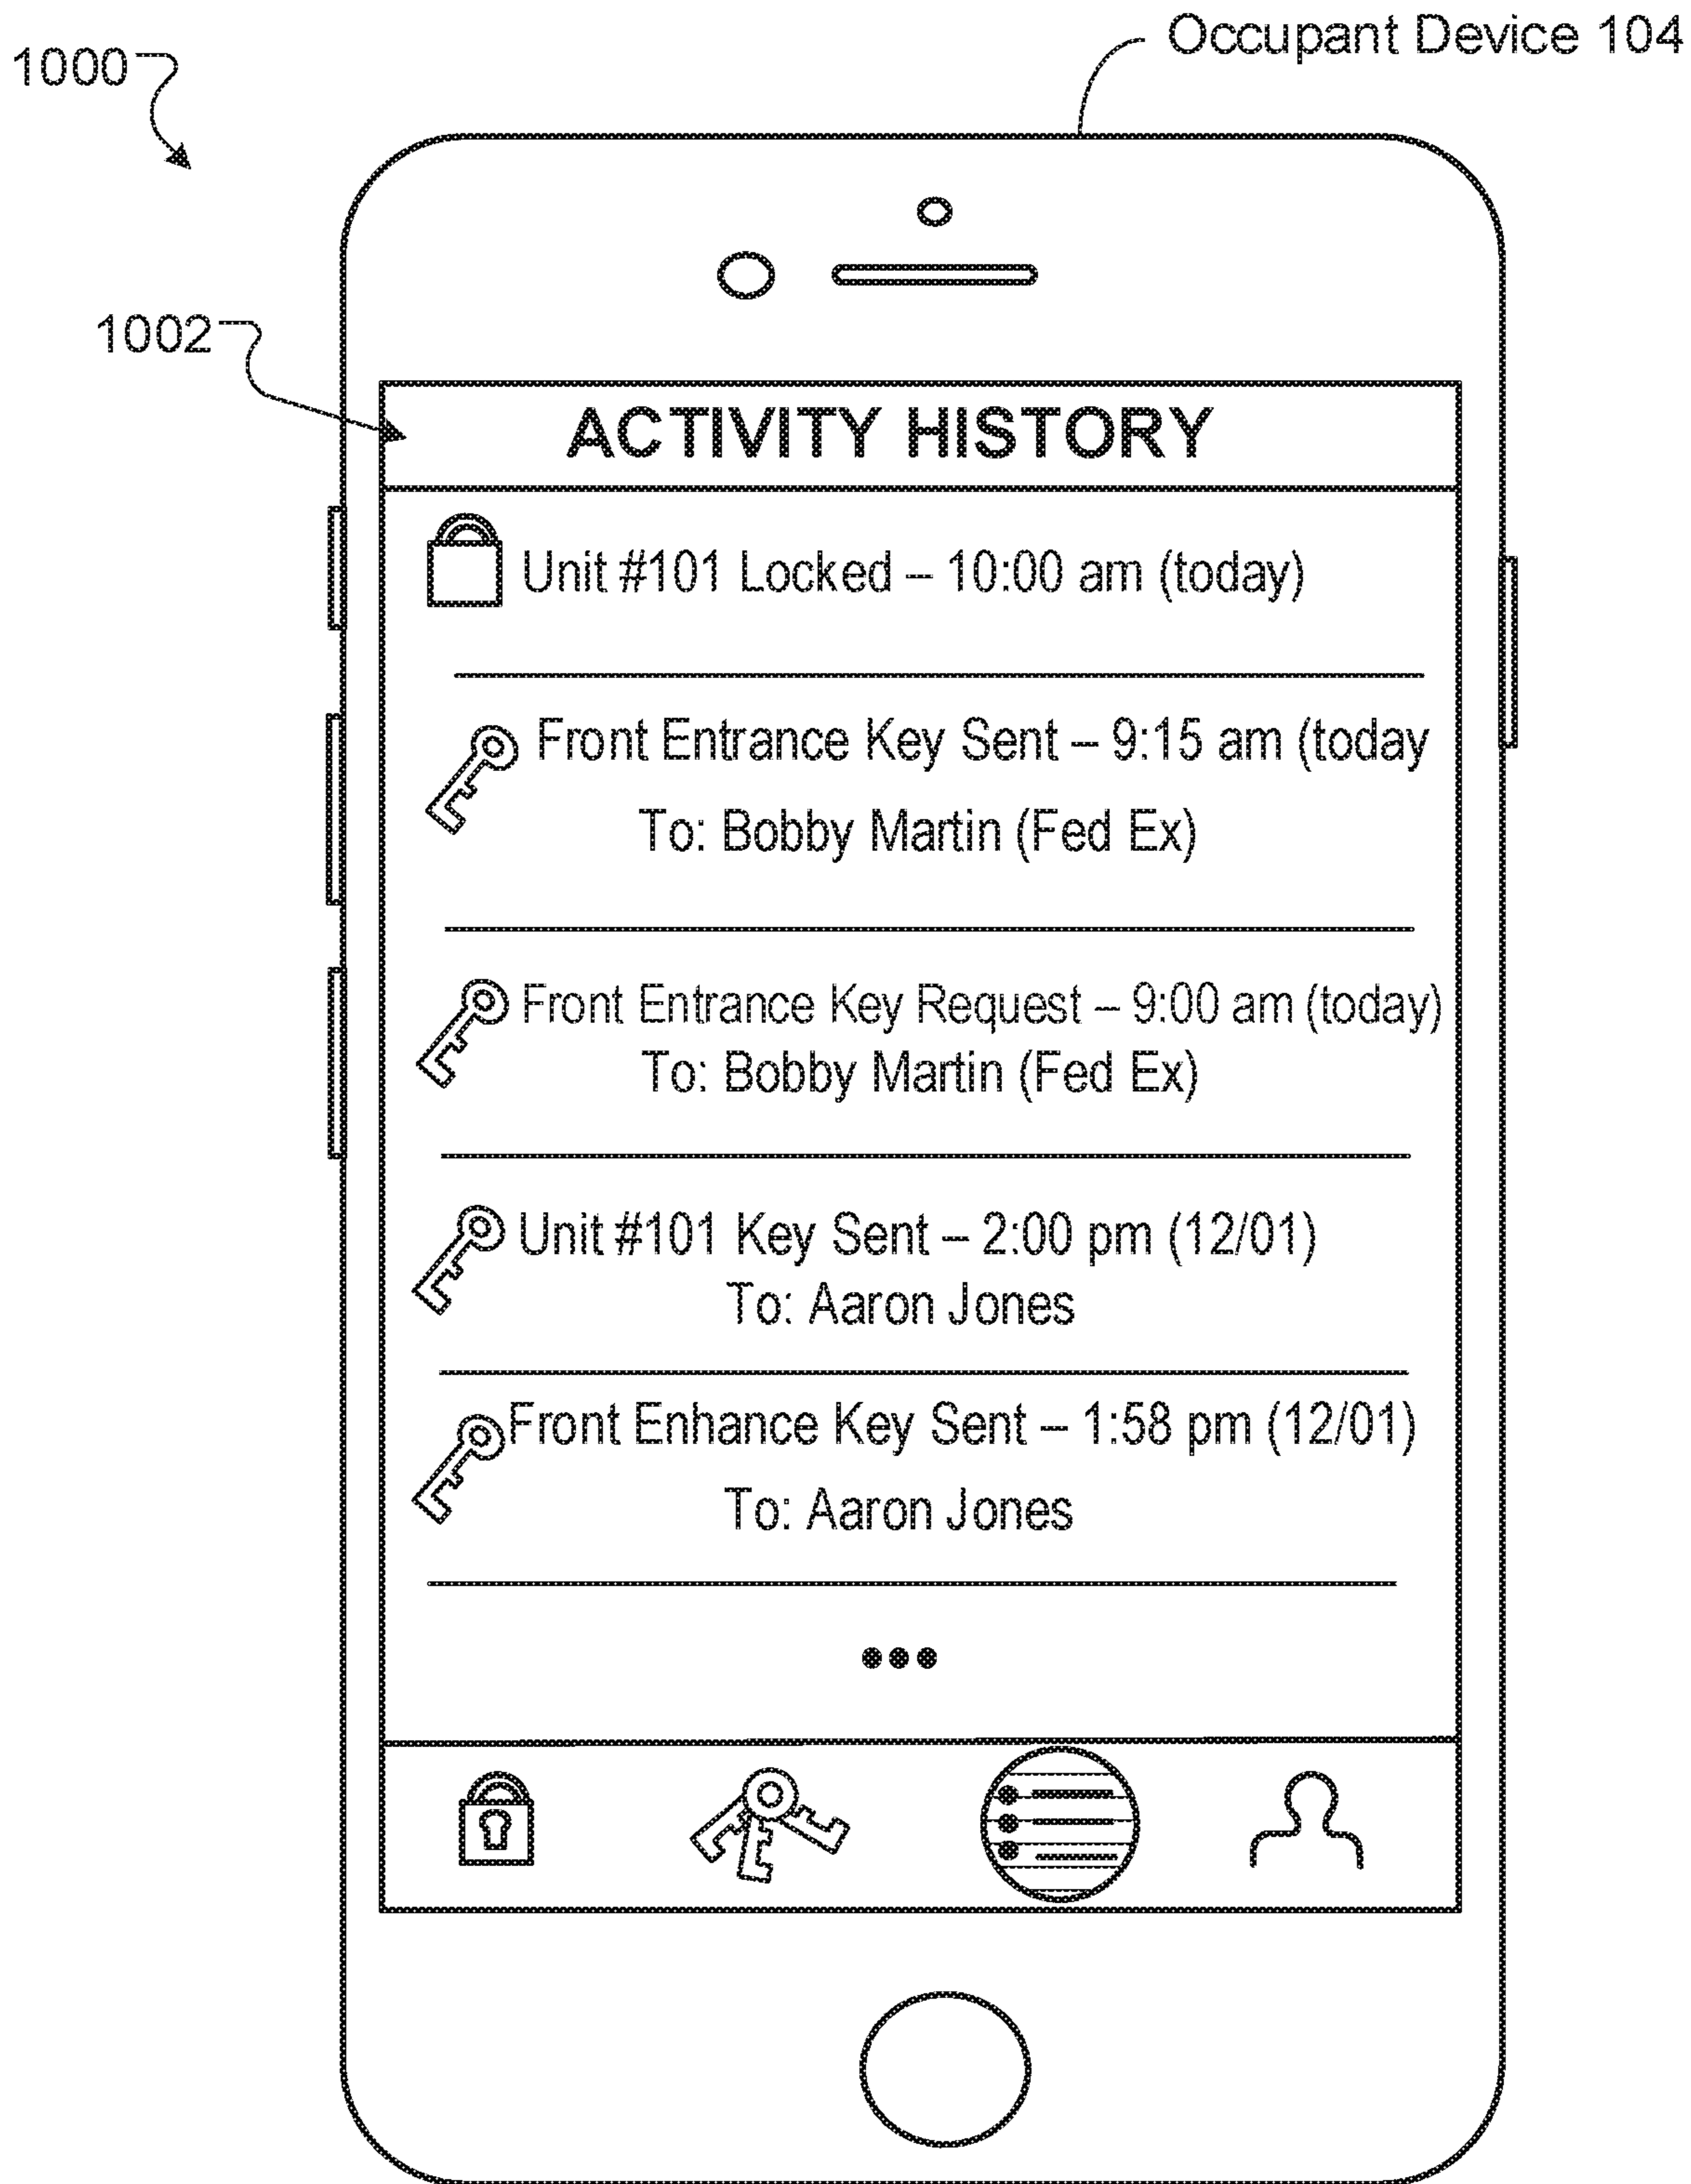 Occupant Device 104
1000
1002
ACTIVITY HISTORY
Unit #101 Locked – 10:00 am (today)
Front Entrance Key Sent – 9:15 am (today
To: Bobby Martin (Fed Ex)
Front Entrance Key Request – 9:00 am (today)
To: Bobby Martin (Fed Ex)
Unit #101 Key Sent – 2:00 pm (12/01)
To: Aaron Jones
Front Enhance Key Sent – 1:58 pm (12/01)
To: Aaron Jones
•••